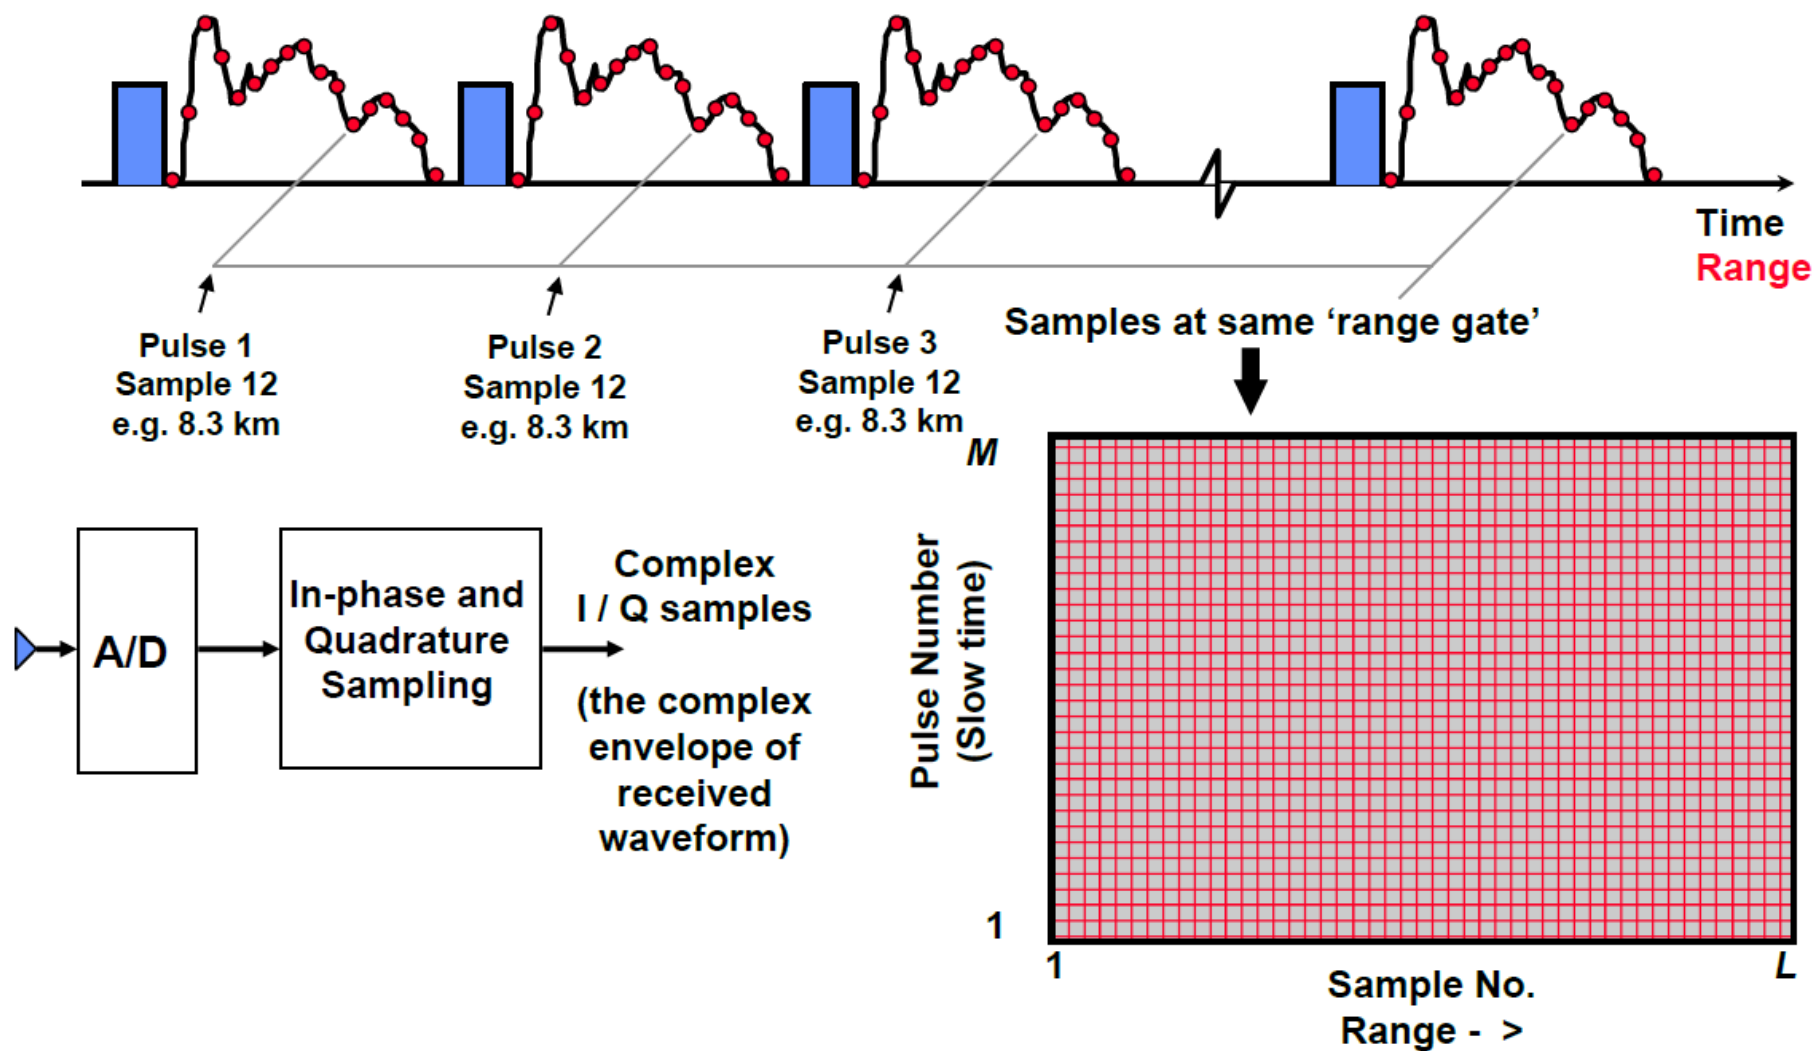 Time
Range
Pulse 1
Sample 12
e.g. 8.3 km
Pulse 2
Sample 12
e.g. 8.3 km
Pulse 3
Sample 12
e.g. 8.3 km
Samples at same ‘range gate’
A/D
In-phase and
Quadrature
Sampling
Complex
I / Q samples
(the complex
envelope of
received
waveform)
M
Pulse Number
(Slow time)
1
1
L
Sample No.
Range - >